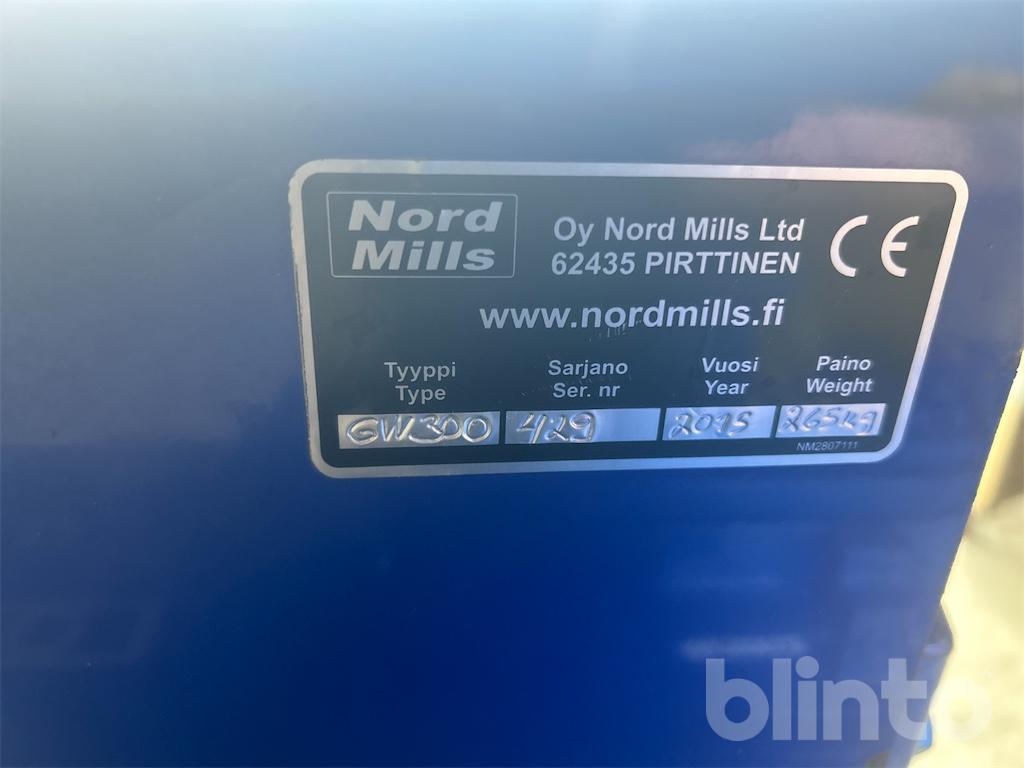 Nord
Mills
Oy Nord Mills Ltd
62435 PIRTTINEN
CE
www.nordmills.fi
Tyyppi
Type
Sarjano
Ser. nr
Vuosi
Year
Paino
Weight
GW300
429
2015
265kg
NM2807111
blinto